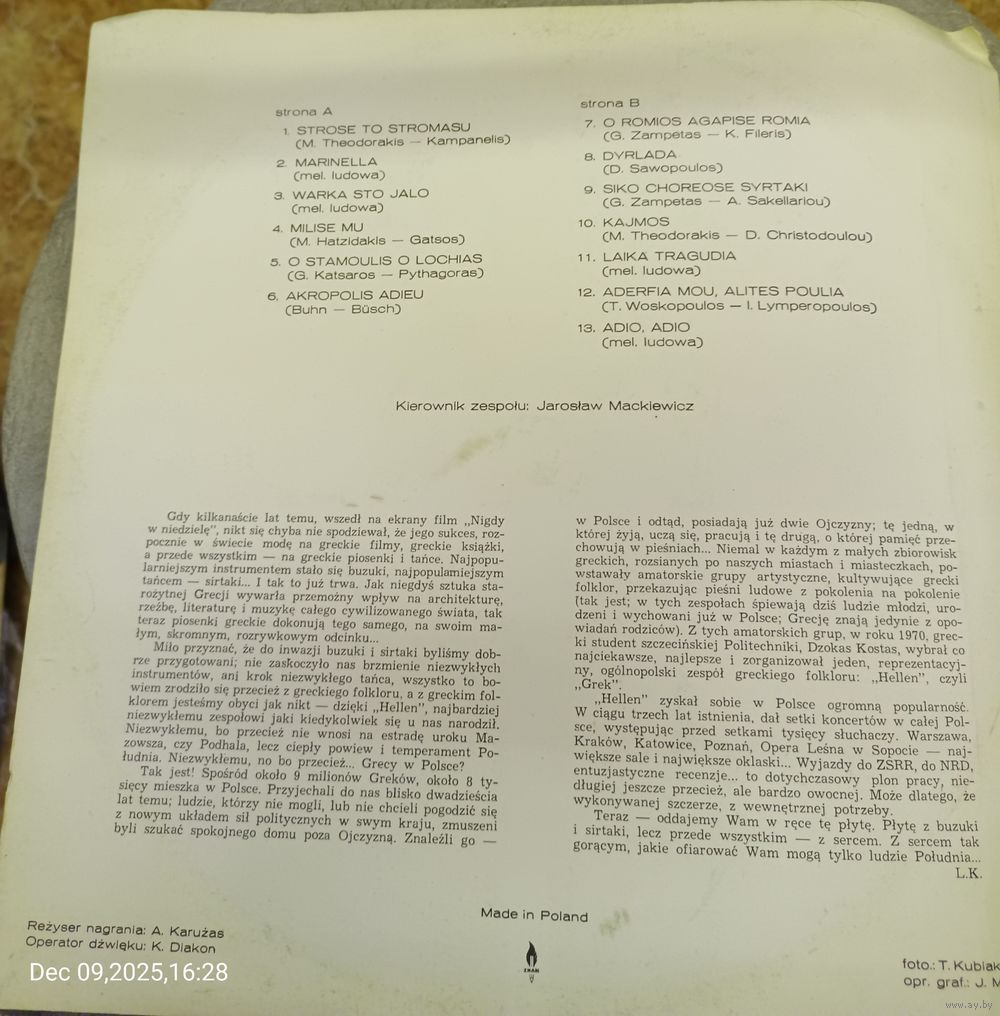 strona A
1. STROSE TO STROMASU
(M. Theodorakis — Kampanelis)
2. MARINELLA
(mel. ludowa)
3. WARKA STO JALO
(mel. ludowa)
4. MILISE MU
(M. Hatzidakis — Gatsos)
5. O STAMOULIS O LOCHIAS
(G. Katsaros — Pythagoras)
6. AKROPOLIS ADIEU
(Buhn — Büsch)
strona B
7. O ROMIOS AGAPISE ROMIA
(G. Zampetas — K. Fileris)
8. DYRLADA
(D. Sawopoulos)
9. SIKO CHOREOSE SYRTAKI
(G. Zampetas — A. Sakellariou)
10. KAJMOS
(M. Theodorakis — D. Christodoulou)
11. LAIKA TRAGUDIA
(mel. ludowa)
12. ADERFIA MOU, ALITES POULIA
(T. Woskopoulos — I. Lymperopoulos)
13. ADIO, ADIO
(mel. ludowa)
Kierownik zespołu: Jarosław Mackiewicz
Gdy kilkanaście lat temu, wszedł na ekrany film „Nigdy
w niedzielę”, nikt się chyba nie spodziewał, że jego sukces, roz-
pocznie w świecie modę na greckie filmy, greckie książki,
a przede wszystkim — na greckie piosenki i tańce. Najpopu-
larniejszym instrumentem stało się buzuki, najpopularniejszym
tańcem — sirtaki... I tak to już trwa. Jak niegdyś sztuka sta-
rożytnej Grecji wywarła przemożny wpływ na architekturę,
rzeźbę, literaturę i muzykę całego cywilizowanego świata, tak
teraz piosenki greckie dokonują tego samego, na swoim ma-
łym, skromnym, rozrywkowym odcinku...
Miło przyznać, że do inwazji buzuki i sirtaki byliśmy dob-
rze przygotowani; nie zaskoczyło nas brzmienie niezwykłych
instrumentów, ani krok niezwykłego tańca, wszystko to bo-
wiem zrodziło się przecież z greckiego folkloru, a z greckim fol-
klorem jesteśmy obyci jak nikt — dzięki „Hellen”, najbardziej
niezwykłemu zespołowi jaki kiedykolwiek się u nas narodził.
Niezwykłemu, bo przecież nie wnosi na estradę uroku Ma-
zowsza, czy Podhala, lecz ciepły powiew i temperament Po-
łudnia. Niezwykłemu, no bo przecież... Grecy w Polsce?
Tak jest! Spośród około 9 milionów Greków, około 8 ty-
sięcy mieszka w Polsce. Przyjechali do nas blisko dwadzieścia
lat temu; ludzie, którzy nie mogli, lub nie chcieli pogodzić się
z nowym układem sił politycznych w swym kraju, zmuszeni
byli szukać spokojnego domu poza Ojczyzną. Znaleźli go —
w Polsce i odtąd, posiadają już dwie Ojczyzny; tę jedną, w
której żyją, uczą się, pracują i tę drugą, o której pamięć prze-
chowują w pieśniach... Niemal w każdym z małych zbiorowisk
greckich, rozsianych po naszych miastach i miasteczkach, po-
wstawały amatorskie grupy artystyczne, kultywujące grecki
folklor, przekazując pieśni ludowe z pokolenia na pokolenie
(tak jest; w tych zespołach śpiewają dziś ludzie młodzi, uro-
dzeni i wychowani już w Polsce; Grecję znają jedynie z opo-
wiadań rodziców). Z tych amatorskich grup, w roku 1970, grec-
ki student szczecińskiej Politechniki, Dzokas Kostas, wybrał co
najciekawsze, najlepsze i zorganizował jeden, reprezentacyj-
ny, ogólnopolski zespół greckiego folkloru: „Hellen”, czyli
„Grek”.
„Hellen” zyskał sobie w Polsce ogromną popularność.
W ciągu trzech lat istnienia, dał setki koncertów w całej Pol-
sce, występując przed setkami tysięcy słuchaczy. Warszawa,
Kraków, Katowice, Poznań, Opera Leśna w Sopocie — naj-
większe sale i największe oklaski... Wyjazdy do ZSRR, do NRD,
entuzjastyczne recenzje... to dotychczasowy plon pracy, nie-
długiej jeszcze przecież, ale bardzo owocnej. Może dlatego, że
wykonywanej szczerze, z wewnętrznej potrzeby.
Teraz — oddajemy Wam w ręce tę płytę. Płytę z buzuki
i sirtaki, lecz przede wszystkim — z sercem. Z sercem tak
gorącym, jakie ofiarować Wam mogą tylko ludzie Południa...
L.K.
Made in Poland
Reżyser nagrania: A. Karużas
Operator dźwięku: K. Diakon
foto.: T. Kubiak
opr. graf.: J. M
Dec 09,2025,16:28
www.ay.by